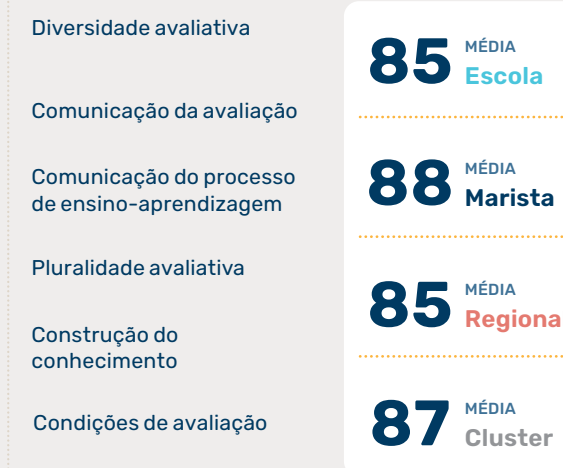 Diversidade avaliativa
Comunicação da avaliação
Comunicação do processo
de ensino-aprendizagem
Pluralidade avaliativa
Construção do
conhecimento
Condições de avaliação
85 MÉDIA
Escola
88 MÉDIA
Marista
85 MÉDIA
Regiona
87 MÉDIA
Cluster